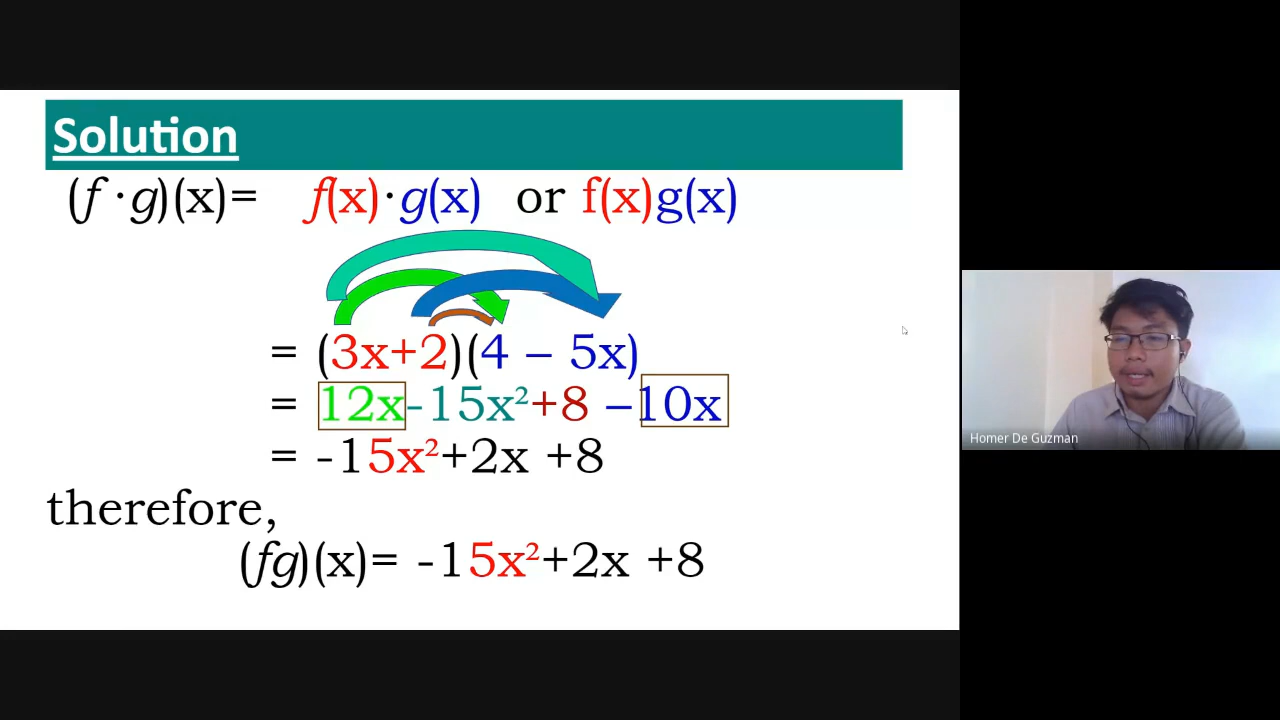 Solution
(f ·g)(x)= f(x)·g(x) or f(x)g(x)
= (3x+2)(4 – 5x)
= 12x-15x²+8 –10x
= -15x²+2x +8
therefore,
(fg)(x)= -15x²+2x +8
Homer De Guzman